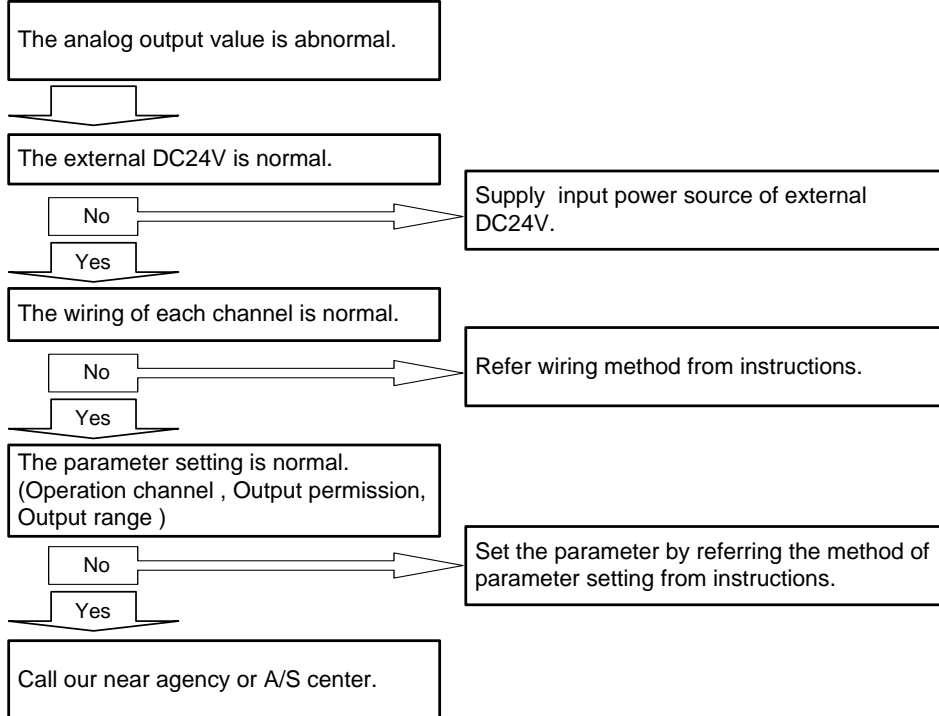 The analog output value is abnormal.
The external DC24V is normal.
No
Supply  input power source of external
DC24V.
Yes
The wiring of each channel is normal.
No
Refer wiring method from instructions.
Yes
The parameter setting is normal.
(Operation channel , Output permission,
Output range )
No
Set the parameter by referring the method of
parameter setting from instructions.
Yes
Call our near agency or A/S center.